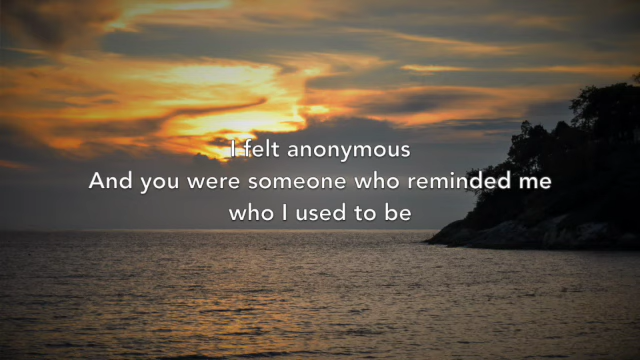 I felt anonymous
And you were someone who reminded me
who I used to be